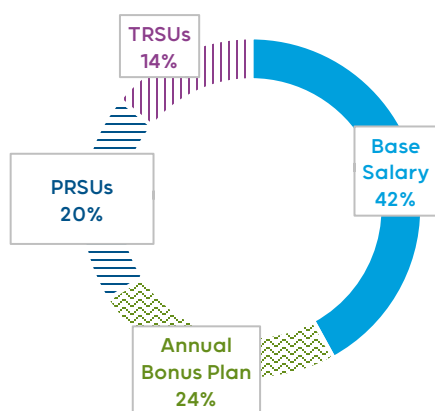 TRSUs
14%
Base
Salary
42%
PRSUs
20%
Annual
Bonus Plan
24%